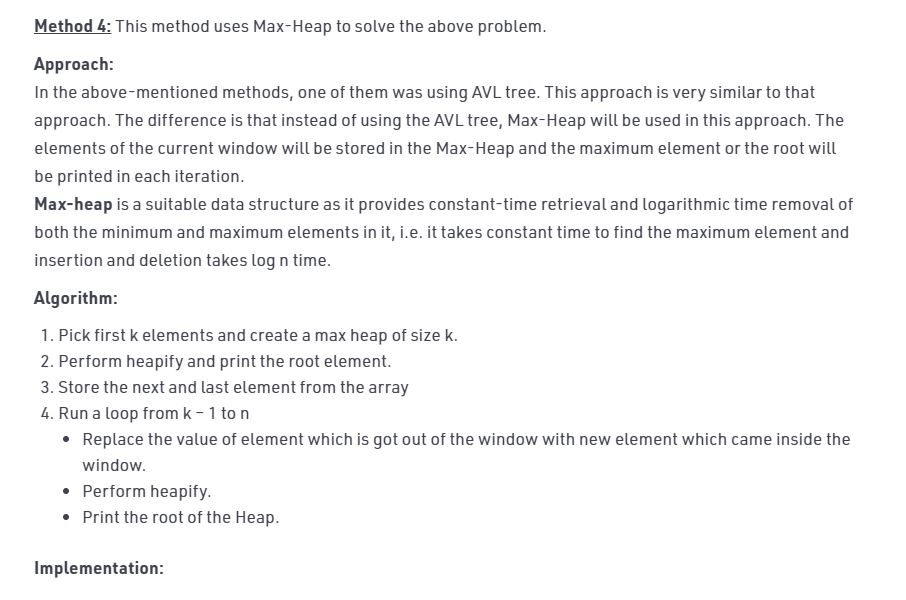 Method 4: This method uses Max-Heap to solve the above problem.
Approach:
In the above-mentioned methods, one of them was using AVL tree. This approach is very similar to that
approach. The difference is that instead of using the AVL tree, Max-Heap will be used in this approach. The
elements of the current window will be stored in the Max-Heap and the maximum element or the root will
be printed in each iteration.
Max-heap is a suitable data structure as it provides constant-time retrieval and logarithmic time removal of
both the minimum and maximum elements in it, i.e. it takes constant time to find the maximum element and
insertion and deletion takes log n time.
Algorithm:
1. Pick first k elements and create a max heap of size k.
2. Perform heapify and print the root element.
3. Store the next and last element from the array
4. Run a loop from k – 1 to n
• Replace the value of element which is got out of the window with new element which came inside the
window.
• Perform heapify.
• Print the root of the Heap.
Implementation: